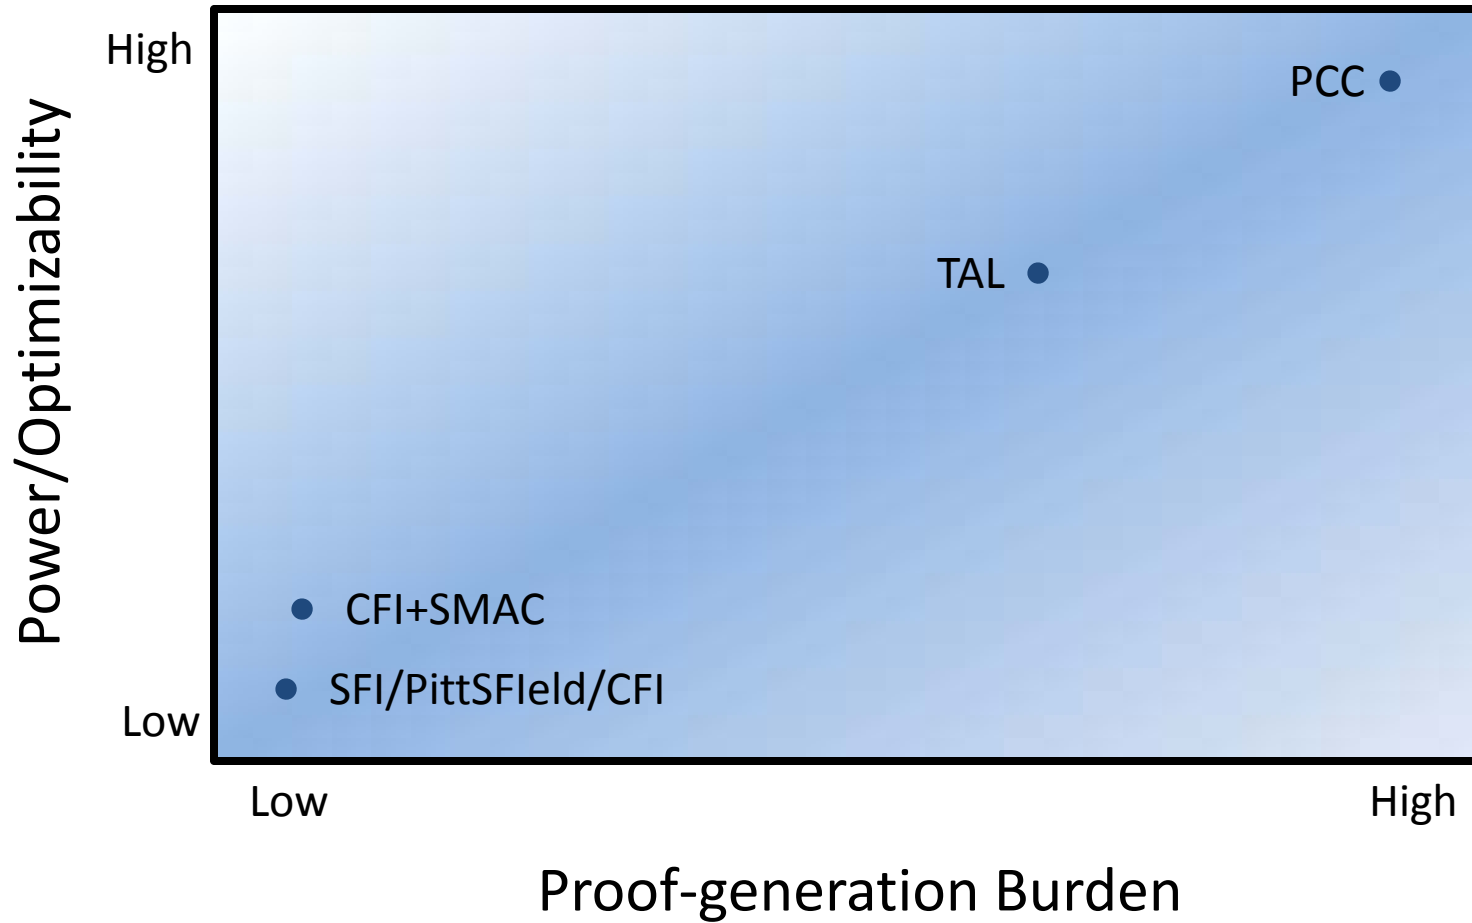 High
PCC
Power/Optimizability
TAL
CFI+SMAC
SFI/PittSFIeld/CFI
Low
Low
High
Proof-generation Burden